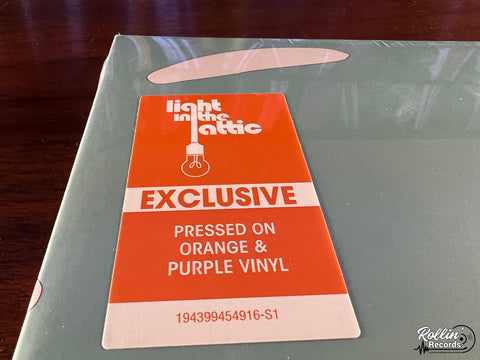 light
in the
attic
EXCLUSIVE
PRESSED ON
ORANGE &
PURPLE VINYL
194399454916-S1
Rollin
Records